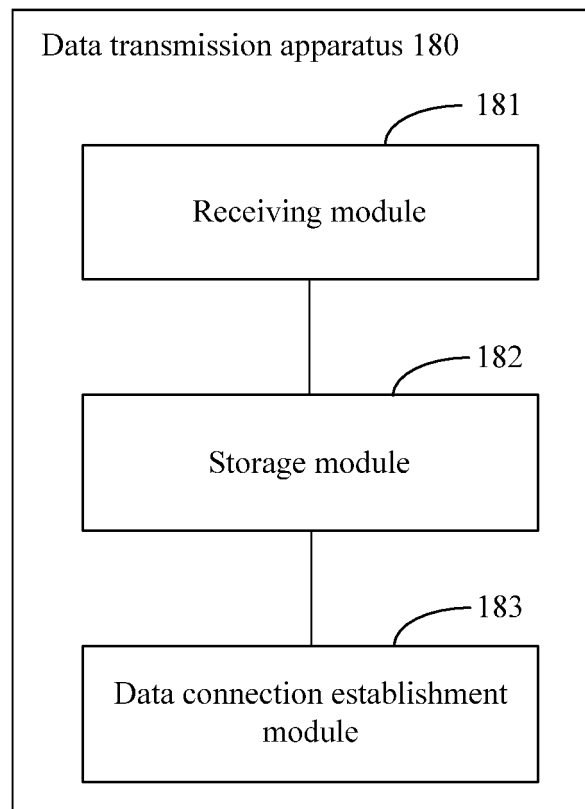 Data transmission apparatus 180
181
Receiving module
182
Storage module
183
Data connection establishment
module